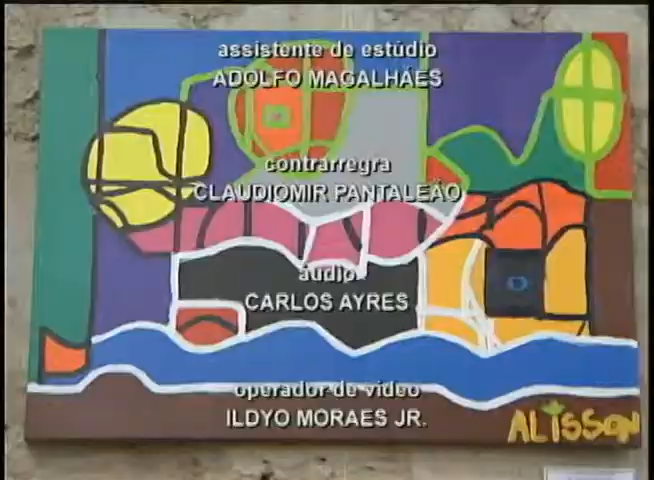 assistente de estúdio
ADOLFO MAGALHÃES
contrarregra
CLAUDIOMIR PANTALEÃO
áudio
CARLOS AYRES
operador de vídeo
ILDYO MORAES JR.
ALISSON